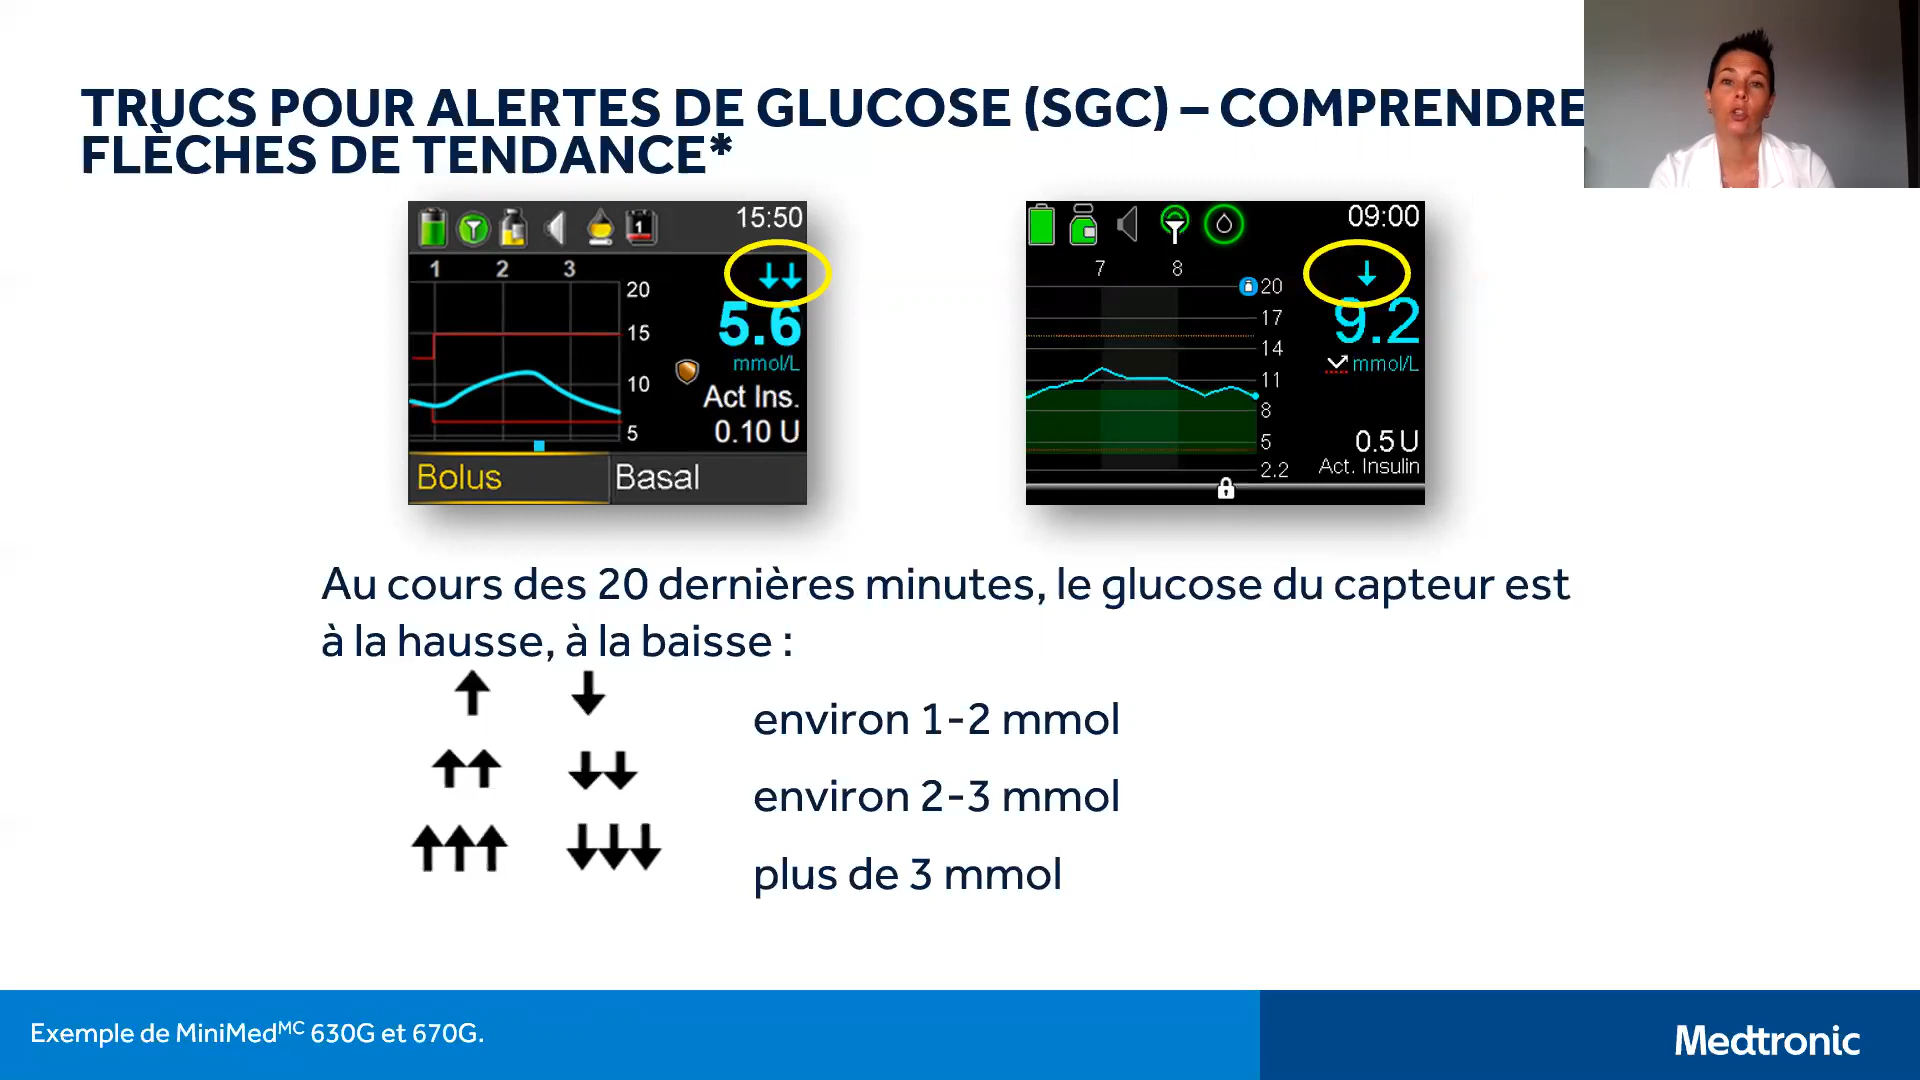 TRUCS POUR ALERTES DE GLUCOSE (SGC) – COMPRENDRE
FLÈCHES DE TENDANCE*
1
15:50
1 2 3
20
15
10
5
5.6
mmol/L
Act Ins.
0.10 U
Bolus
Basal
09:00
7 8
20
17
14
11
8
5
2.2
9.2
mmol/L
0.5 U
Act. Insulin
Au cours des 20 dernières minutes, le glucose du capteur est
à la hausse, à la baisse :
↑ ↓ environ 1-2 mmol
↑↑ ↓↓ environ 2-3 mmol
↑↑↑ ↓↓↓ plus de 3 mmol
Exemple de MiniMedMC 630G et 670G.
Medtronic